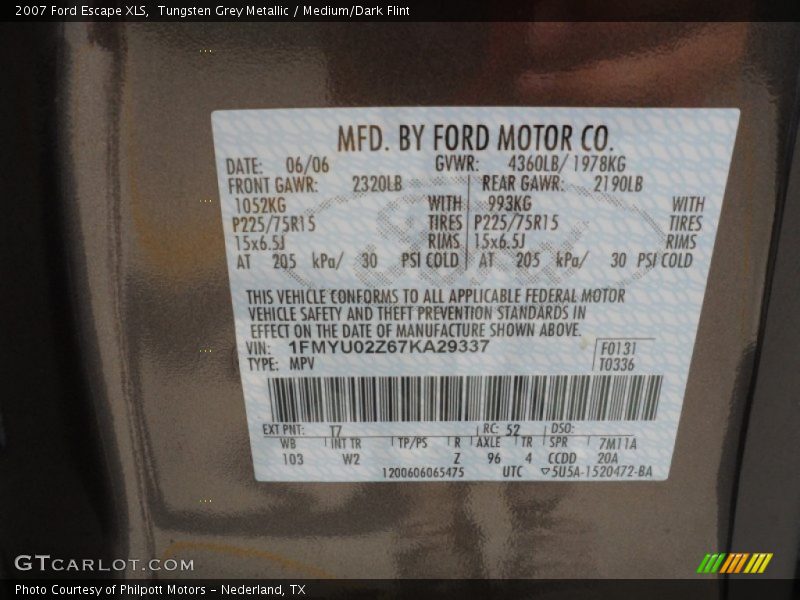 2007 Ford Escape XLS, Tungsten Grey Metallic / Medium/Dark Flint
MFD. BY FORD MOTOR CO.
DATE: 06/06 GVWR: 4360LB/ 1978KG
FRONT GAWR: 2320LB REAR GAWR: 2190LB
1052KG WITH 993KG WITH
P225/75R15 TIRES P225/75R15 TIRES
15x6.5J RIMS 15x6.5J RIMS
AT 205 kPa/ 30 PSI COLD AT 205 kPa/ 30 PSI COLD
THIS VEHICLE CONFORMS TO ALL APPLICABLE FEDERAL MOTOR
VEHICLE SAFETY AND THEFT PREVENTION STANDARDS IN
EFFECT ON THE DATE OF MANUFACTURE SHOWN ABOVE.
VIN: 1FMYU02Z67KA29337 F0131
TYPE: MPV T0336
EXT PNT: T7 RC: 52 DSO:
WB INT TR TP/PS R AXLE TR SPR 7M11A
103 W2 Z 96 4 CCDD 20A
1200606065475 UTC ▽5U5A-1520472-BA
GTCARLOT.COM
Photo Courtesy of Philpott Motors - Nederland, TX